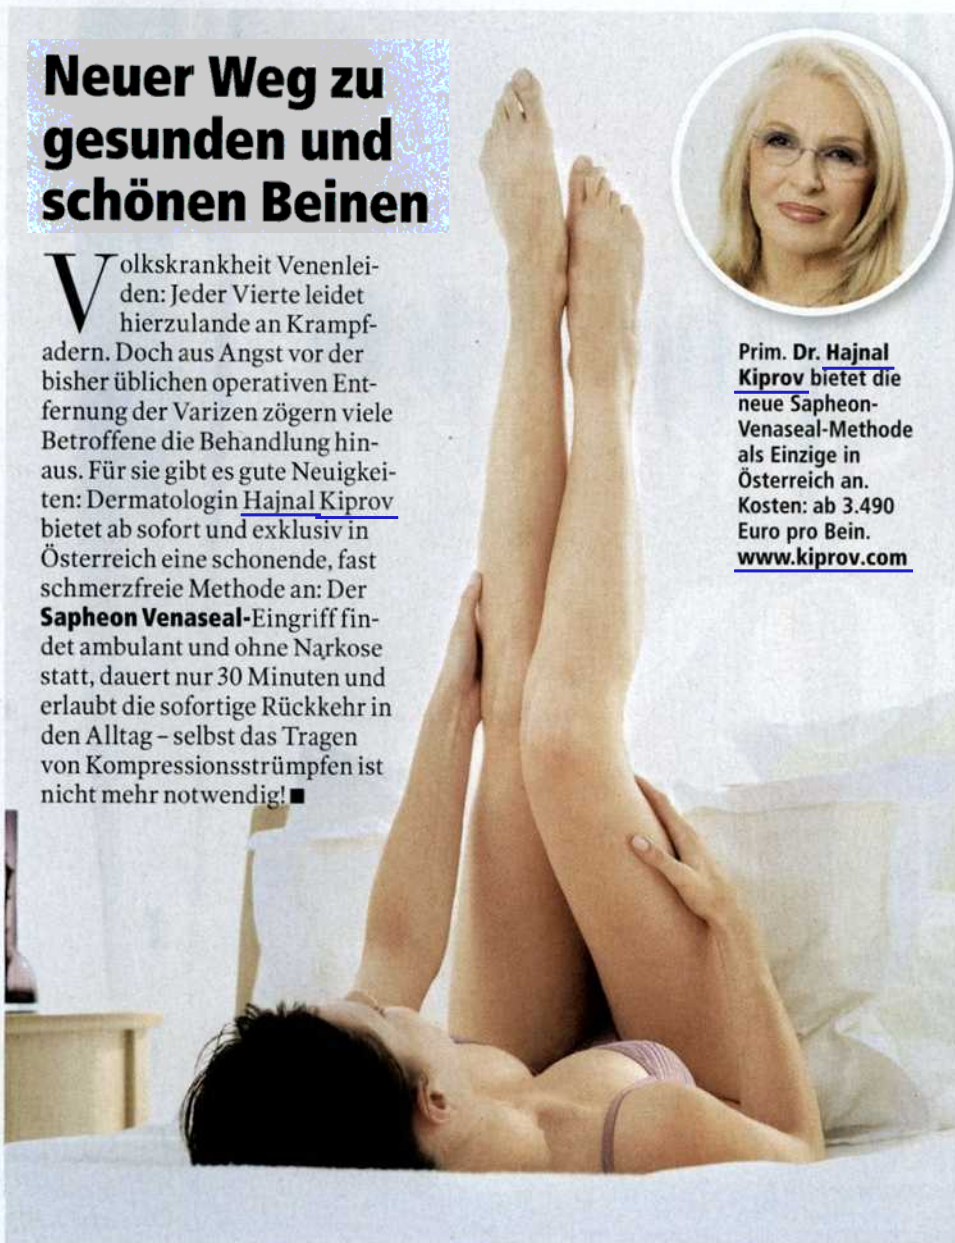 Neuer Weg zu
gesunden und
schönen Beinen
Volkskrankheit Venenlei-
den: Jeder Vierte leidet
hierzulande an Krampf-
adern. Doch aus Angst vor der
bisher üblichen operativen Ent-
fernung der Varizen zögern viele
Betroffene die Behandlung hin-
aus. Für sie gibt es gute Neuigkei-
ten: Dermatologin Hajnal Kiprov
bietet ab sofort und exklusiv in
Österreich eine schonende, fast
schmerzfreie Methode an: Der
Sapheon Venaseal-Eingriff fin-
det ambulant und ohne Narkose
statt, dauert nur 30 Minuten und
erlaubt die sofortige Rückkehr in
den Alltag – selbst das Tragen
von Kompressionsstrümpfen ist
nicht mehr notwendig! ■
Prim. Dr. Hajnal
Kiprov bietet die
neue Sapheon-
Venaseal-Methode
als Einzige in
Österreich an.
Kosten: ab 3.490
Euro pro Bein.
www.kiprov.com